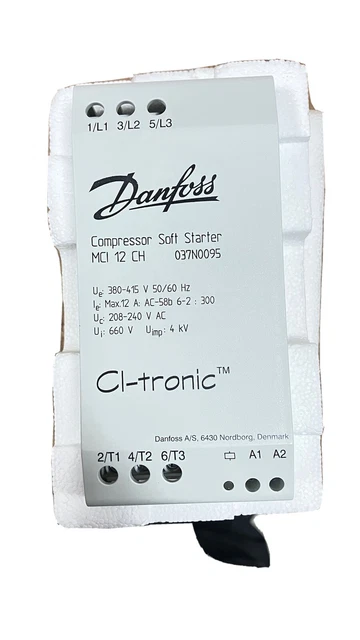 1/L1 3/L2 5/L3
Danfoss
Compressor Soft Starter
MCI 12 CH 037N0095
Ue: 380-415 V 50/60 Hz
Ie: Max.12 A: AC-58b 6-2 : 300
Uc: 208-240 V AC
Ui: 660 V Uimp: 4 kV
CI-tronic™
Danfoss A/S, 6430 Nordborg, Denmark
2/T1 4/T2 6/T3 A1 A2